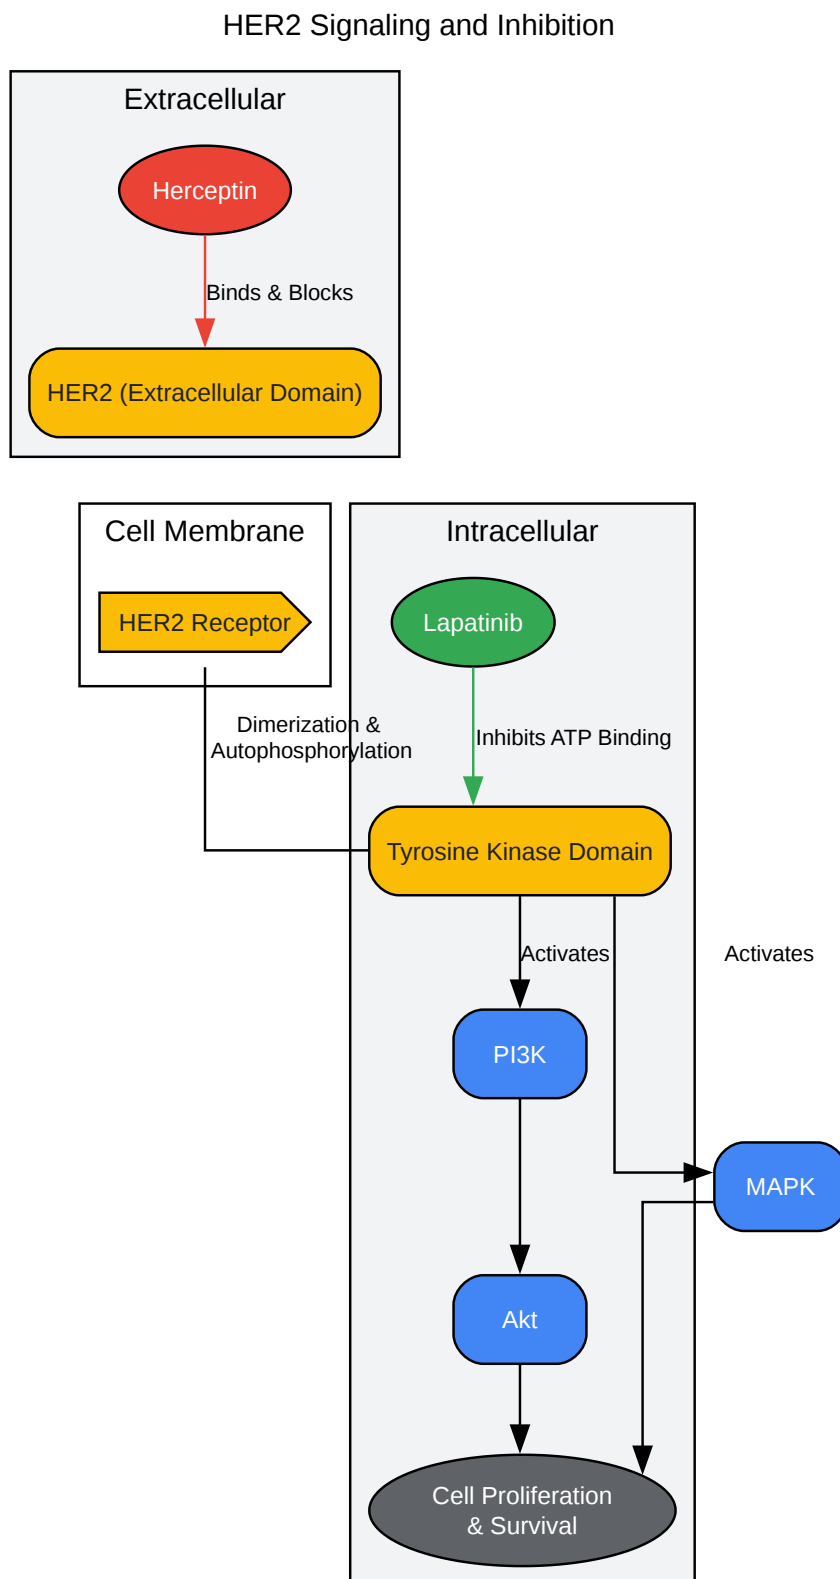 HER2 Signaling and Inhibition
Extracellular
Herceptin
Binds & Blocks
HER2 (Extracellular Domain)
Cell Membrane
HER2 Receptor
Intracellular
Lapatinib
Dimerization &
Autophosphorylation
Inhibits ATP Binding
Tyrosine Kinase Domain
Activates
Activates
PI3K
MAPK
Akt
Cell Proliferation
& Survival